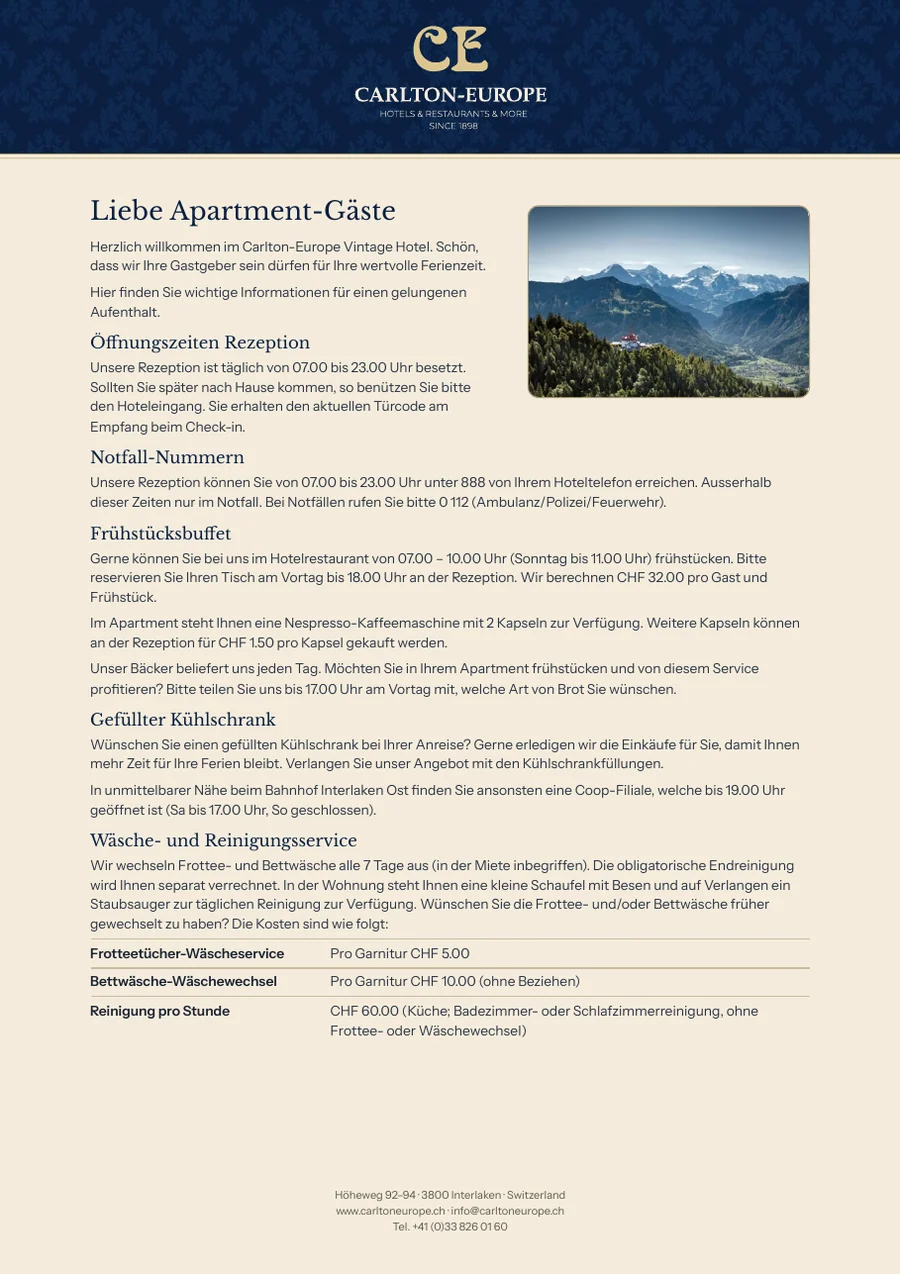 CE
CARLTON-EUROPE
HOTELS & RESTAURANTS & MORE
SINCE 1898
Liebe Apartment-Gäste
Herzlich willkommen im Carlton-Europe Vintage Hotel. Schön,
dass wir Ihre Gastgeber sein dürfen für Ihre wertvolle Ferienzeit.
Hier finden Sie wichtige Informationen für einen gelungenen
Aufenthalt.
Öffnungszeiten Rezeption
Unsere Rezeption ist täglich von 07.00 bis 23.00 Uhr besetzt.
Sollten Sie später nach Hause kommen, so benützen Sie bitte
den Hoteleingang. Sie erhalten den aktuellen Türcode am
Empfang beim Check-in.
Notfall-Nummern
Unsere Rezeption können Sie von 07.00 bis 23.00 Uhr unter 888 von Ihrem Hoteltelefon erreichen. Ausserhalb
dieser Zeiten nur im Notfall. Bei Notfällen rufen Sie bitte 0 112 (Ambulanz/Polizei/Feuerwehr).
Frühstücksbuffet
Gerne können Sie bei uns im Hotelrestaurant von 07.00 – 10.00 Uhr (Sonntag bis 11.00 Uhr) frühstücken. Bitte
reservieren Sie Ihren Tisch am Vortag bis 18.00 Uhr an der Rezeption. Wir berechnen CHF 32.00 pro Gast und
Frühstück.
Im Apartment steht Ihnen eine Nespresso-Kaffeemaschine mit 2 Kapseln zur Verfügung. Weitere Kapseln können
an der Rezeption für CHF 1.50 pro Kapsel gekauft werden.
Unser Bäcker beliefert uns jeden Tag. Möchten Sie in Ihrem Apartment frühstücken und von diesem Service
profitieren? Bitte teilen Sie uns bis 17.00 Uhr am Vortag mit, welche Art von Brot Sie wünschen.
Gefüllter Kühlschrank
Wünschen Sie einen gefüllten Kühlschrank bei Ihrer Anreise? Gerne erledigen wir die Einkäufe für Sie, damit Ihnen
mehr Zeit für Ihre Ferien bleibt. Verlangen Sie unser Angebot mit den Kühlschrankfüllungen.
In unmittelbarer Nähe beim Bahnhof Interlaken Ost finden Sie ansonsten eine Coop-Filiale, welche bis 19.00 Uhr
geöffnet ist (Sa bis 17.00 Uhr, So geschlossen).
Wäsche- und Reinigungsservice
Wir wechseln Frottee- und Bettwäsche alle 7 Tage aus (in der Miete inbegriffen). Die obligatorische Endreinigung
wird Ihnen separat verrechnet. In der Wohnung steht Ihnen eine kleine Schaufel mit Besen und auf Verlangen ein
Staubsauger zur täglichen Reinigung zur Verfügung. Wünschen Sie die Frottee- und/oder Bettwäsche früher
gewechselt zu haben? Die Kosten sind wie folgt:
Frotteetücher-Wäscheservice Pro Garnitur CHF 5.00
Bettwäsche-Wäschewechsel Pro Garnitur CHF 10.00 (ohne Beziehen)
Reinigung pro Stunde CHF 60.00 (Küche; Badezimmer- oder Schlafzimmerreinigung, ohne
Frottee- oder Wäschewechsel)
Höheweg 92-94 · 3800 Interlaken · Switzerland
www.carltoneurope.ch · info@carltoneurope.ch
Tel. +41 (0)33 826 01 60